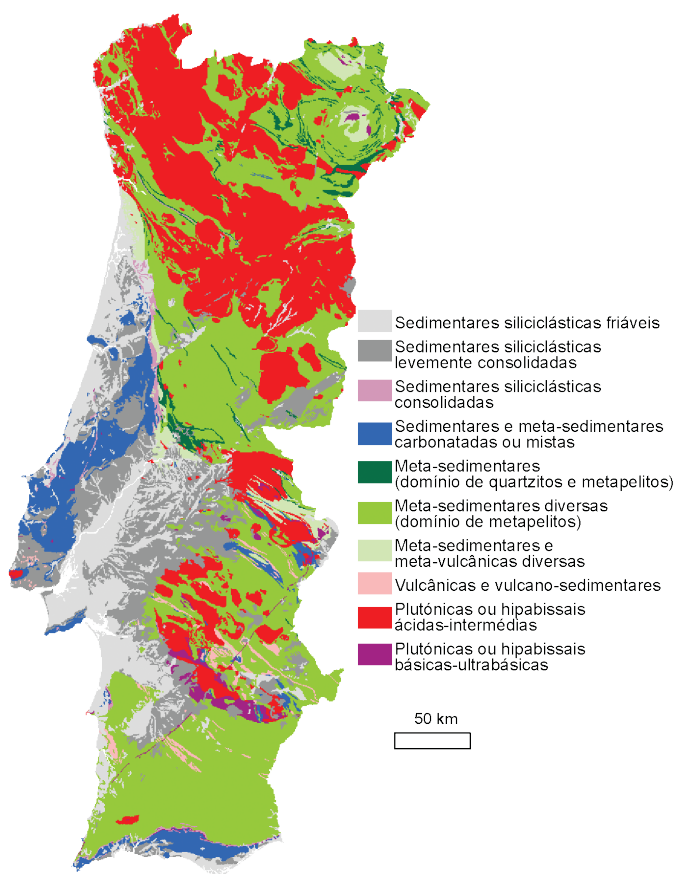 Sedimentares siliciclásticas friáveis
Sedimentares siliciclásticas
levemente consolidadas
Sedimentares siliciclásticas
consolidadas
Sedimentares e meta-sedimentares
carbonatadas ou mistas
Meta-sedimentares
(domínio de quartzitos e metapelitos)
Meta-sedimentares diversas
(domínio de metapelitos)
Meta-sedimentares e
meta-vulcânicas diversas
Vulcânicas e vulcano-sedimentares
Plutónicas ou hipabissais
ácidas-intermédias
Plutónicas ou hipabissais
básicas-ultrabásicas
50 km